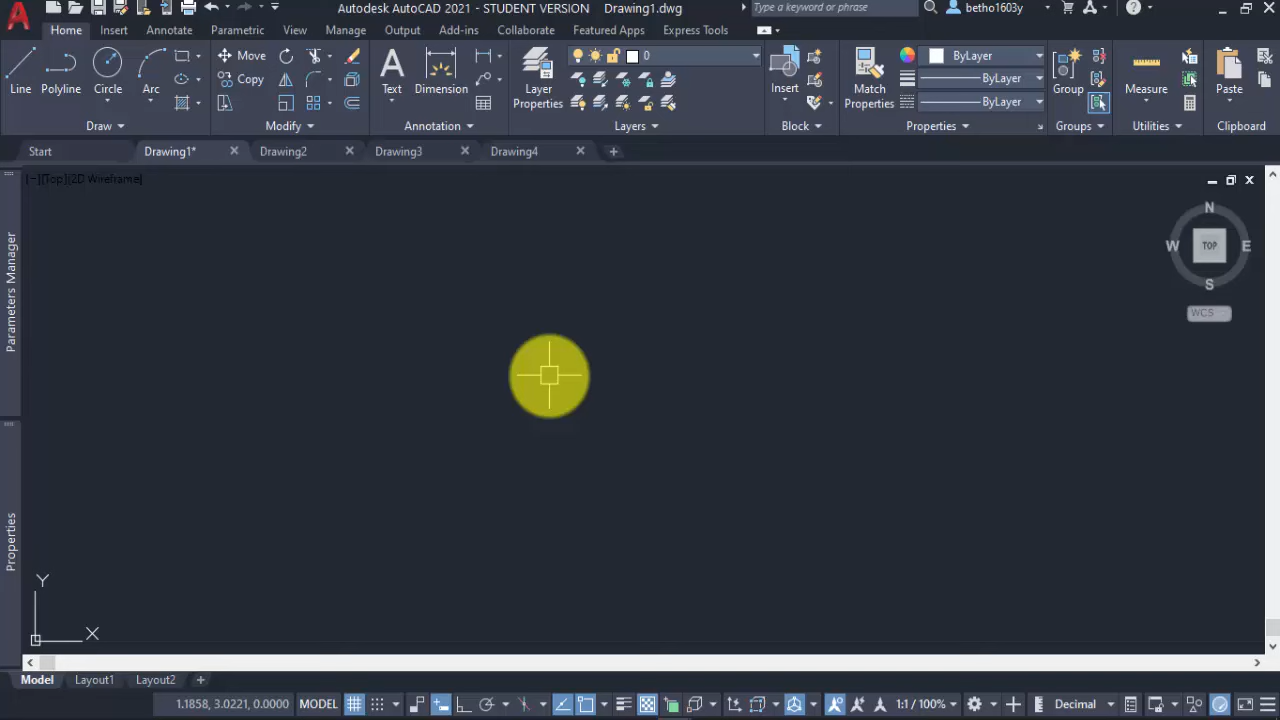 Autodesk AutoCAD 2021 - STUDENT VERSION Drawing1.dwg Type a keyword or phrase betho1603y
Home Insert Annotate Parametric View Manage Output Add-ins Collaborate Featured Apps Express Tools
Line Polyline Circle Arc Move Copy Text Dimension Layer Properties 0 Insert Match Properties ByLayer ByLayer ByLayer Group Measure Paste
Draw Modify Annotation Layers Block Properties Groups Utilities Clipboard
Start Drawing1* Drawing2 Drawing3 Drawing4
[−][Top][2D Wireframe]
N
W TOP E
S
WCS
Parameters Manager
Properties
Y
X
Model Layout1 Layout2
1.1858, 3.0221, 0.0000 MODEL 1:1 / 100% Decimal